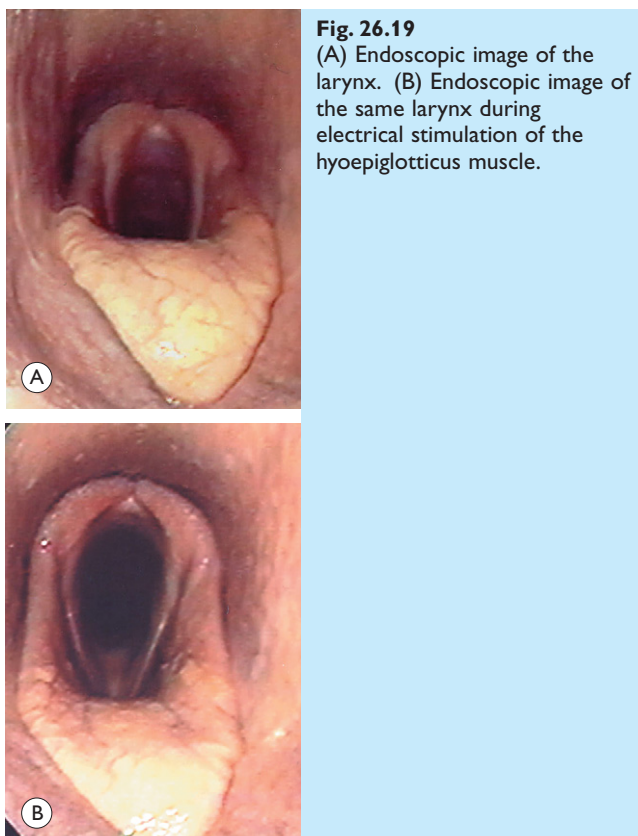 Fig. 26.19
(A) Endoscopic image of the
larynx. (B) Endoscopic image of
the same larynx during
electrical stimulation of the
hyoepiglotticus muscle.
A
B